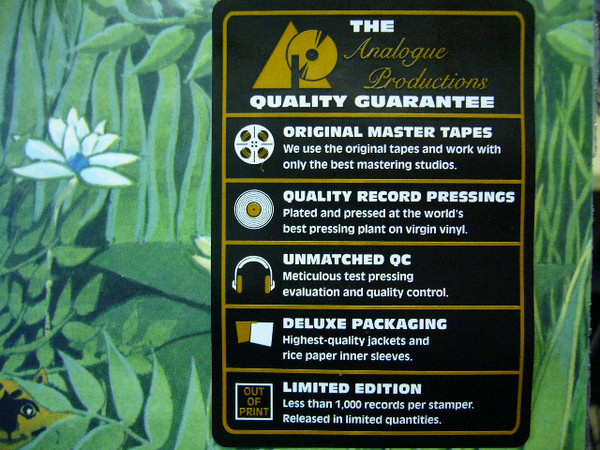 THE
Analogue
Productions
QUALITY GUARANTEE
ORIGINAL MASTER TAPES
We use the original tapes and work with
only the best mastering studios.
QUALITY RECORD PRESSINGS
Plated and pressed at the world's
best pressing plant on virgin vinyl.
UNMATCHED QC
Meticulous test pressing
evaluation and quality control.
DELUXE PACKAGING
Highest-quality jackets and
rice paper inner sleeves.
OUT
OF
PRINT
LIMITED EDITION
Less than 1,000 records per stamper.
Released in limited quantities.